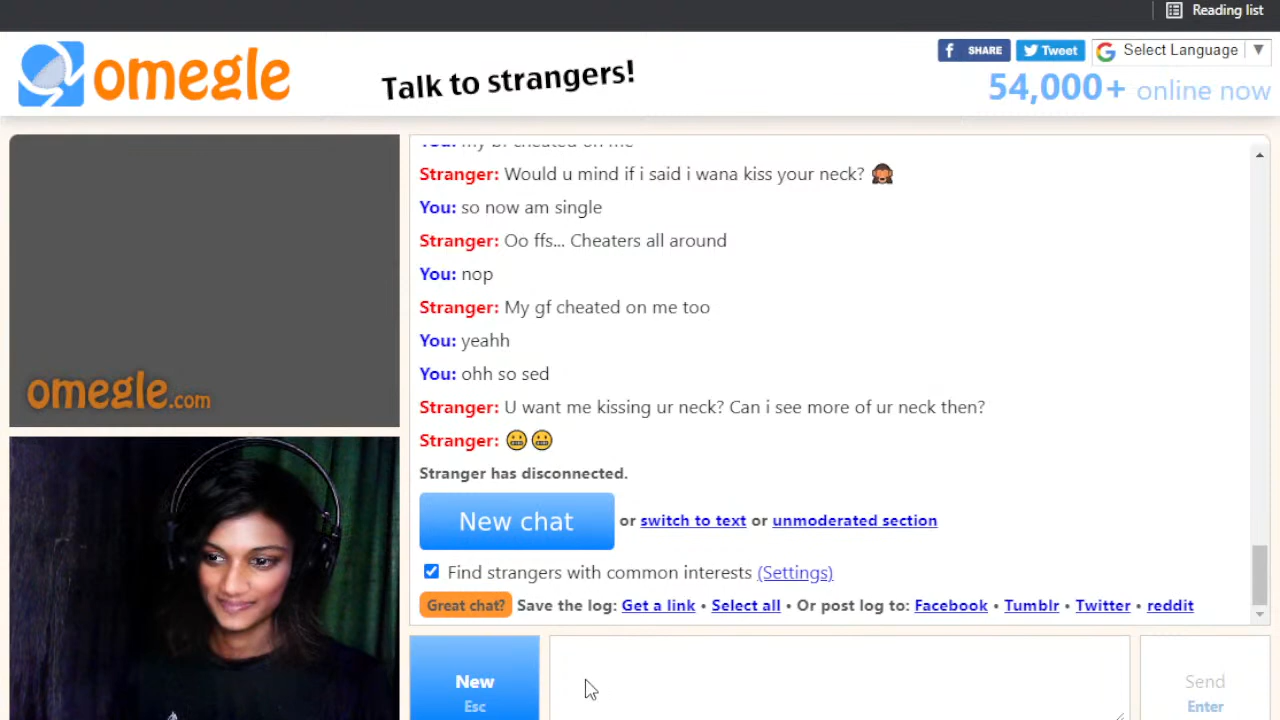 Reading list
omegle
Talk to strangers!
SHARE
Tweet
Select Language
54,000+ online now
omegle.com
Stranger: Would u mind if i said i wana kiss your neck? 🙈
You: so now am single
Stranger: Oo ffs... Cheaters all around
You: nop
Stranger: My gf cheated on me too
You: yeahh
You: ohh so sed
Stranger: U want me kissing ur neck? Can i see more of ur neck then?
Stranger: 😬😬
Stranger has disconnected.
New chat or switch to text or unmoderated section
Find strangers with common interests (Settings)
Great chat? Save the log: Get a link • Select all • Or post log to: Facebook • Tumblr • Twitter • reddit
New
Esc
Send
Enter